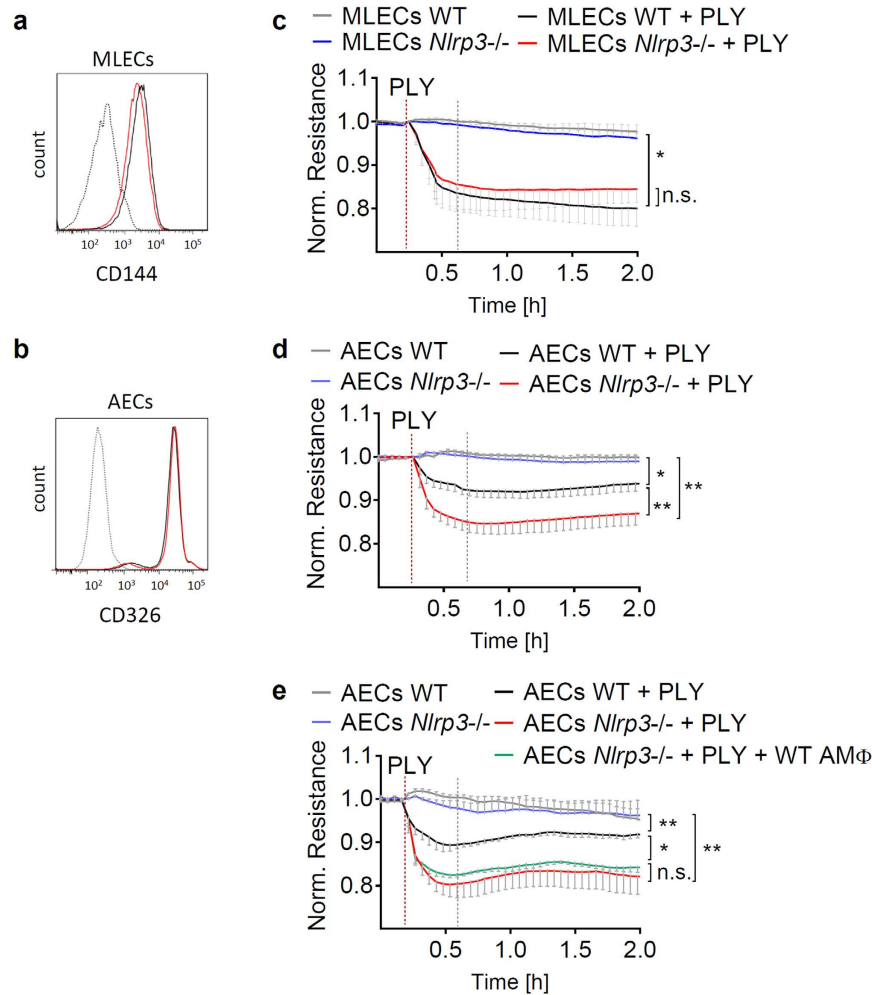 a
MLECs
count
10² 10³ 10⁴ 10⁵
CD144
b
AECs
count
10² 10³ 10⁴ 10⁵
CD326
c
MLECs WT
MLECs WT + PLY
MLECs Nlrp3-/-
MLECs Nlrp3-/- + PLY
PLY
Norm. Resistance
1.1
1.0
0.9
0.8
*
n.s.
0.5 1.0 1.5 2.0
Time [h]
d
AECs WT
AECs WT + PLY
AECs Nlrp3-/-
AECs Nlrp3-/- + PLY
PLY
Norm. Resistance
1.1
1.0
0.9
0.8
*
**
**
0.5 1.0 1.5 2.0
Time [h]
e
AECs WT
AECs WT + PLY
AECs Nlrp3-/-
AECs Nlrp3-/- + PLY
AECs Nlrp3-/- + PLY + WT AMΦ
PLY
Norm. Resistance
1.1
1.0
0.9
0.8
**
*
**
n.s.
0.5 1.0 1.5 2.0
Time [h]